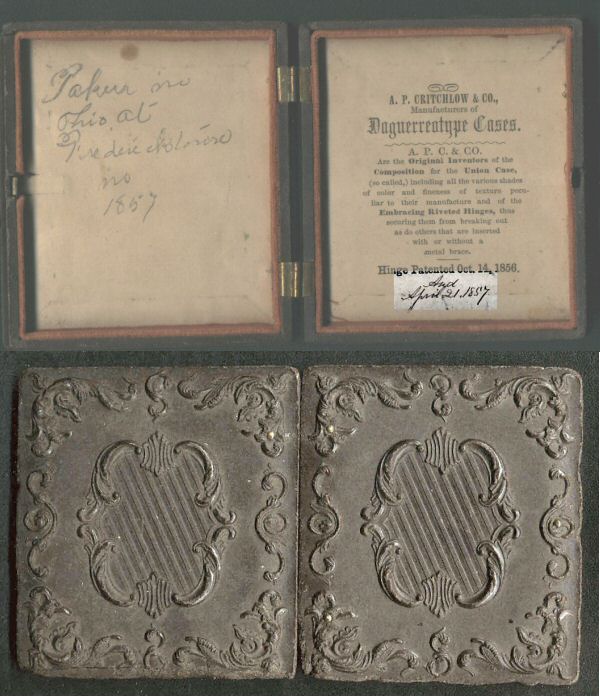 Taken in
Ohio at
Fredericktown
no
1857
A. P. CRITCHLOW & CO.,
Manufacturers of
Daguerreotype Cases.
A. P. C. & CO.
Are the Original Inventors of the
Composition for the Union Case,
(so called,) including all the various shades
of color and fineness of texture pecu-
liar to their manufacture and of the
Embracing Riveted Hinges, thus
securing them from breaking out
as do others that are inserted
with or without a
metal brace.
Hinge Patented Oct. 14, 1856.
And
April 21. 1857